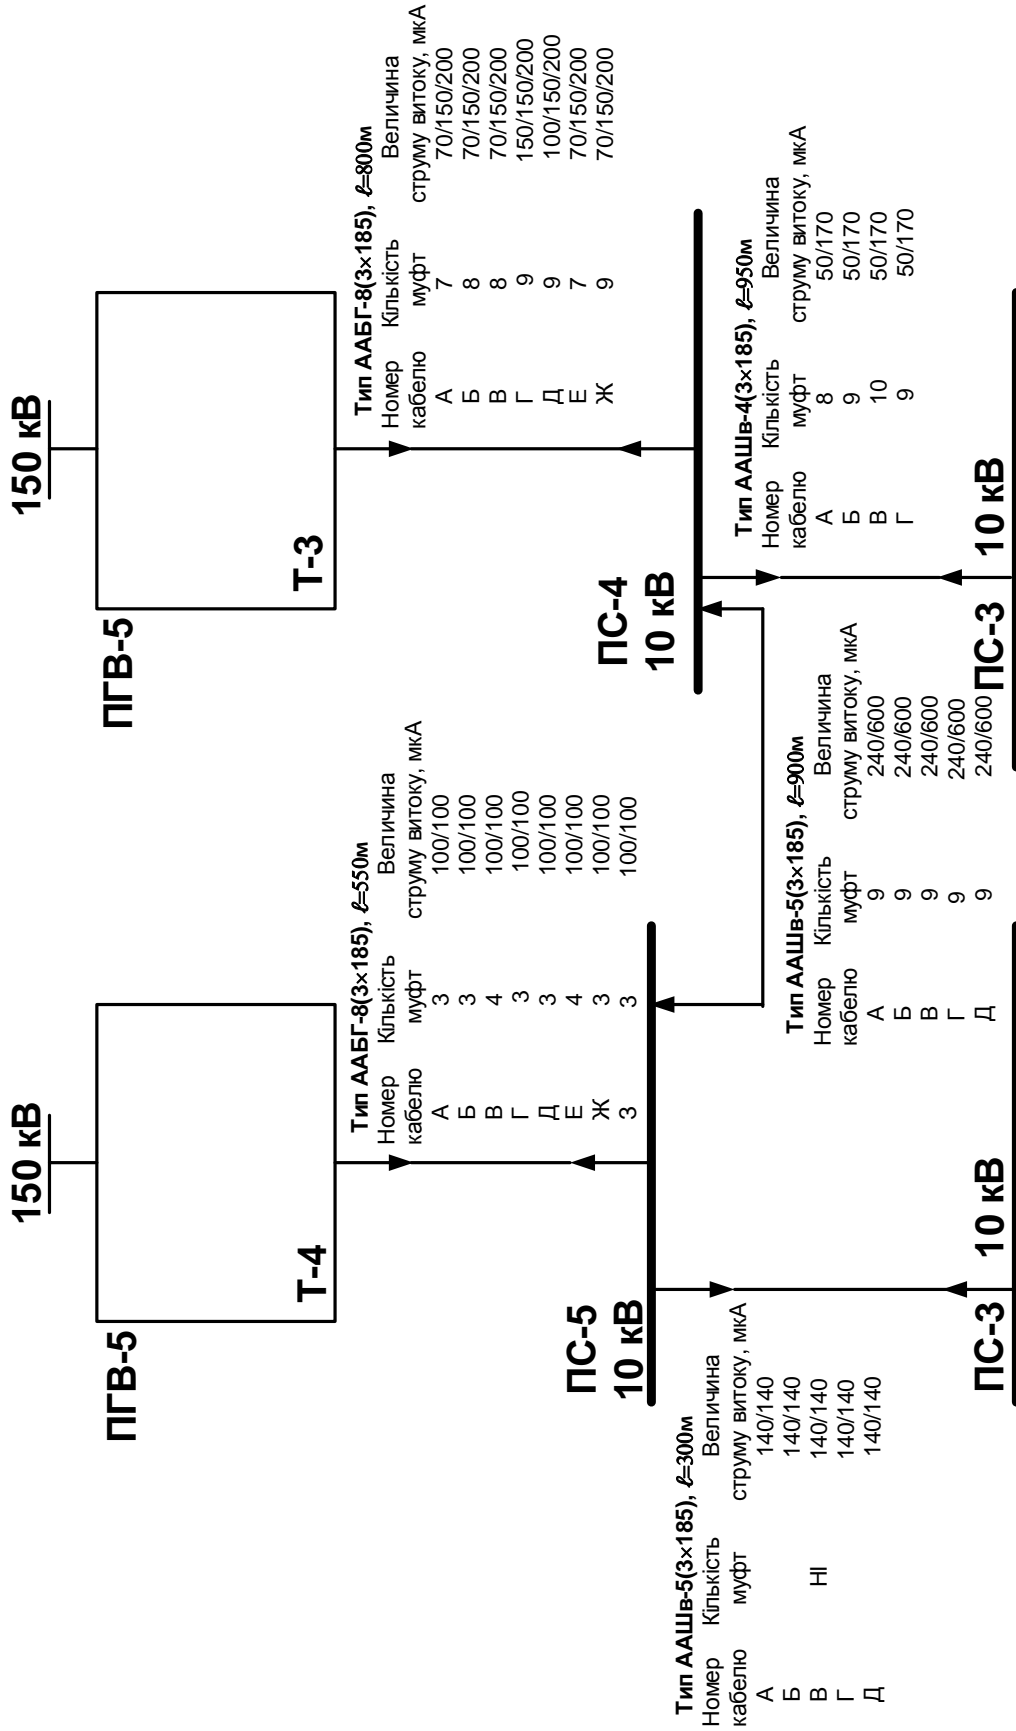 150 кВ
ПГВ-5
Т-4
Тип ААБГ-8(3×185), ℓ=550м
Номер Кількість Величина
кабелю муфт струму витоку, мкА
А 3 100/100
Б 3 100/100
В 4 100/100
Г 3 100/100
Д 3 100/100
Е 4 100/100
Ж 3 100/100
З 3 100/100
150 кВ
ПГВ-5
Т-3
Тип ААБГ-8(3×185), ℓ=800м
Номер Кількість Величина
кабелю муфт струму витоку, мкА
А 7 70/150/200
Б 8 70/150/200
В 8 70/150/200
Г 9 150/150/200
Д 9 100/150/200
Е 7 70/150/200
Ж 9 70/150/200
ПС-5
10 кВ
ПС-4
10 кВ
Тип ААШв-5(3×185), ℓ=300м
Номер Кількість Величина
кабелю муфт струму витоку, мкА
А 140/140
Б 140/140
В НІ 140/140
Г 140/140
Д 140/140
Тип ААШв-5(3×185), ℓ=900м
Номер Кількість Величина
кабелю муфт струму витоку, мкА
А 9 240/600
Б 9 240/600
В 9 240/600
Г 9 240/600
Д 9 240/600
Тип ААШв-4(3×185), ℓ=950м
Номер Кількість Величина
кабелю муфт струму витоку, мкА
А 8 50/170
Б 9 50/170
В 10 50/170
Г 9 50/170
ПС-3 10 кВ
ПС-3 10 кВ